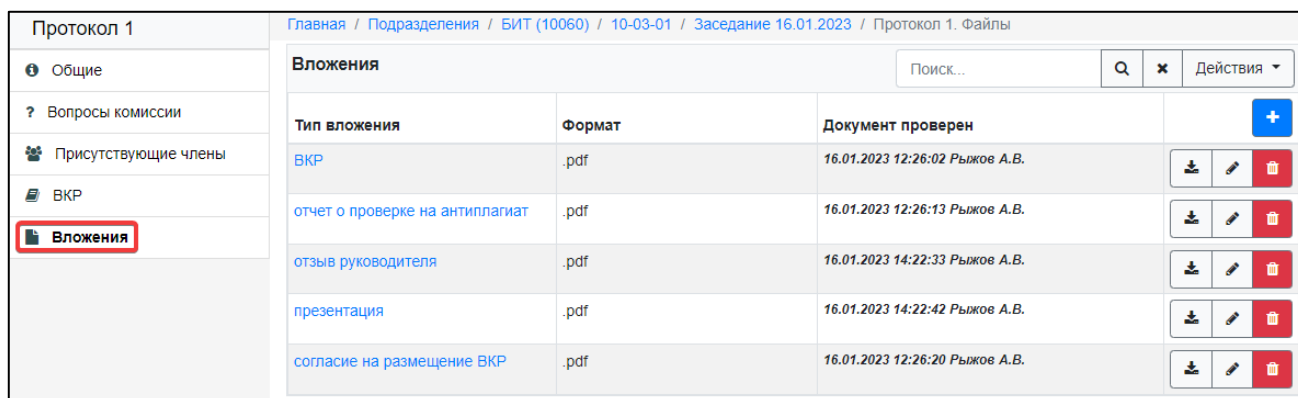 Протокол 1
Главная / Подразделения / БИТ (10060) / 10-03-01 / Заседание 16.01.2023 / Протокол 1. Файлы
Общие
Вопросы комиссии
Присутствующие члены
ВКР
Вложения
Вложения
Поиск...
Действия
Тип вложения Формат Документ проверен
ВКР .pdf 16.01.2023 12:26:02 Рыжов А.В.
отчет о проверке на антиплагиат .pdf 16.01.2023 12:26:13 Рыжов А.В.
отзыв руководителя .pdf 16.01.2023 14:22:33 Рыжов А.В.
презентация .pdf 16.01.2023 14:22:42 Рыжов А.В.
согласие на размещение ВКР .pdf 16.01.2023 12:26:20 Рыжов А.В.